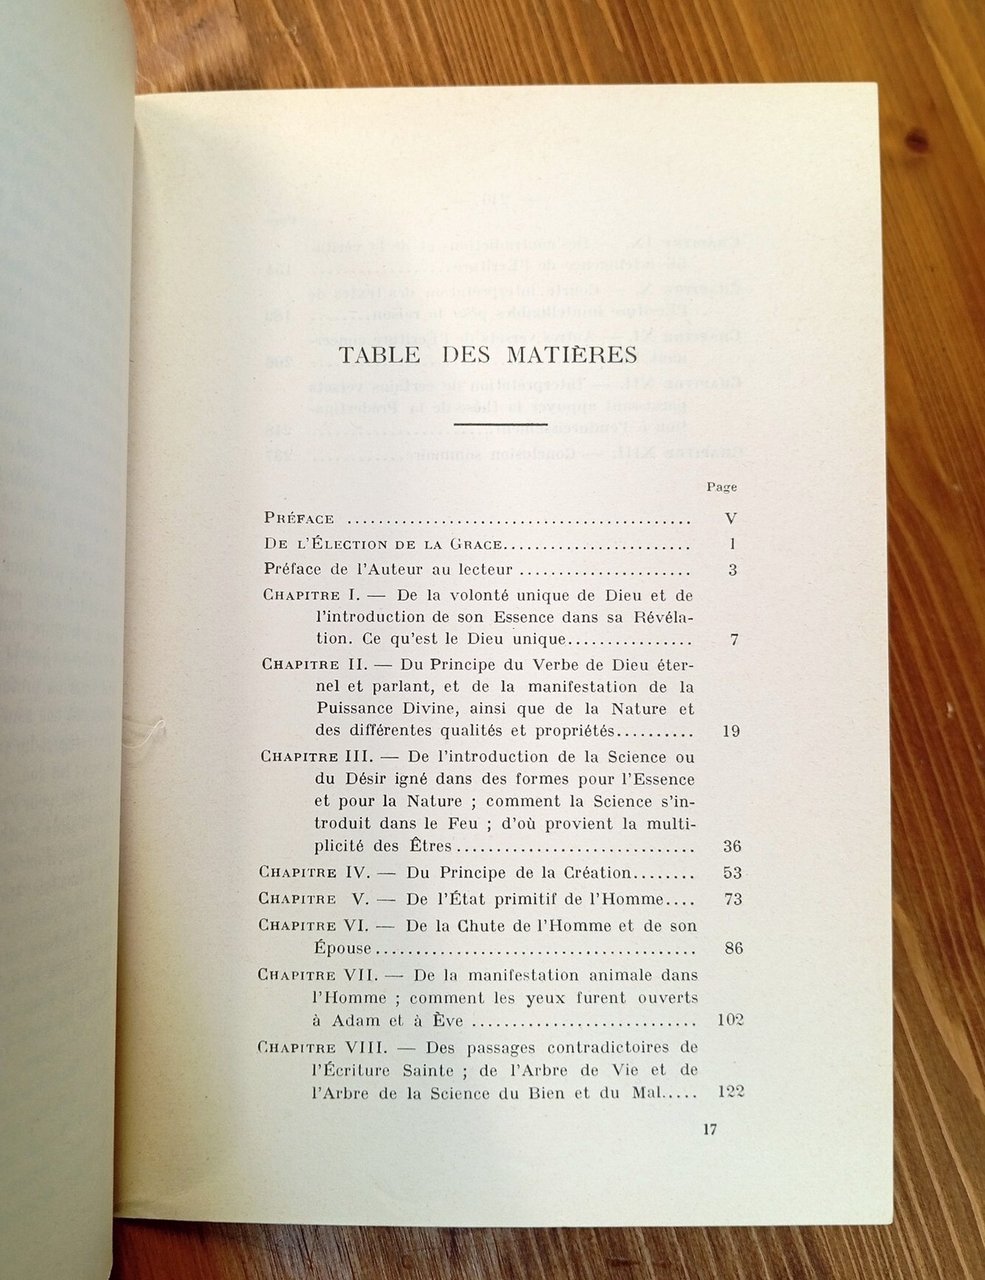 TABLE DES MATIÈRES
Page
PRÉFACE ........................................... V
DE L'ÉLECTION DE LA GRACE........................ 1
Préface de l'Auteur au lecteur ...................... 3
CHAPITRE I. — De la volonté unique de Dieu et de
l'introduction de son Essence dans sa Révéla-
tion. Ce qu'est le Dieu unique................ 7
CHAPITRE II. — Du Principe du Verbe de Dieu éter-
nel et parlant, et de la manifestation de la
Puissance Divine, ainsi que de la Nature et
des différentes qualités et propriétés.......... 19
CHAPITRE III. — De l'introduction de la Science ou
du Désir igné dans des formes pour l'Essence
et pour la Nature ; comment la Science s'in-
troduit dans le Feu ; d'où provient la multi-
plicité des Êtres .............................. 36
CHAPITRE IV. — Du Principe de la Création........ 53
CHAPITRE V. — De l'État primitif de l'Homme.... 73
CHAPITRE VI. — De la Chute de l'Homme et de son
Épouse........................................ 86
CHAPITRE VII. — De la manifestation animale dans
l'Homme ; comment les yeux furent ouverts
à Adam et à Ève ............................ 102
CHAPITRE VIII. — Des passages contradictoires de
l'Écriture Sainte ; de l'Arbre de Vie et de
l'Arbre de la Science du Bien et du Mal..... 122
17